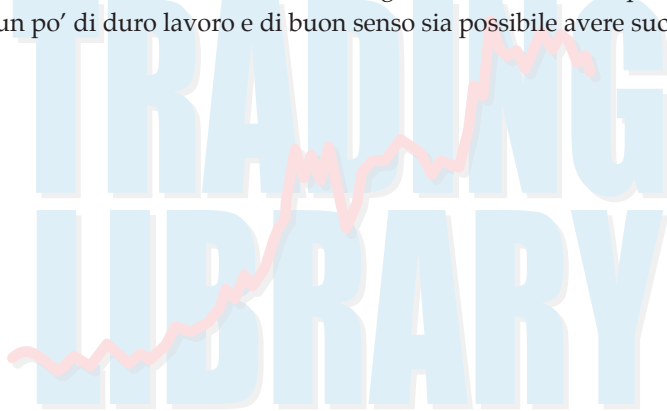 un po’ di duro lavoro e di buon senso sia possibile avere suc
TRADING
LIBRARY